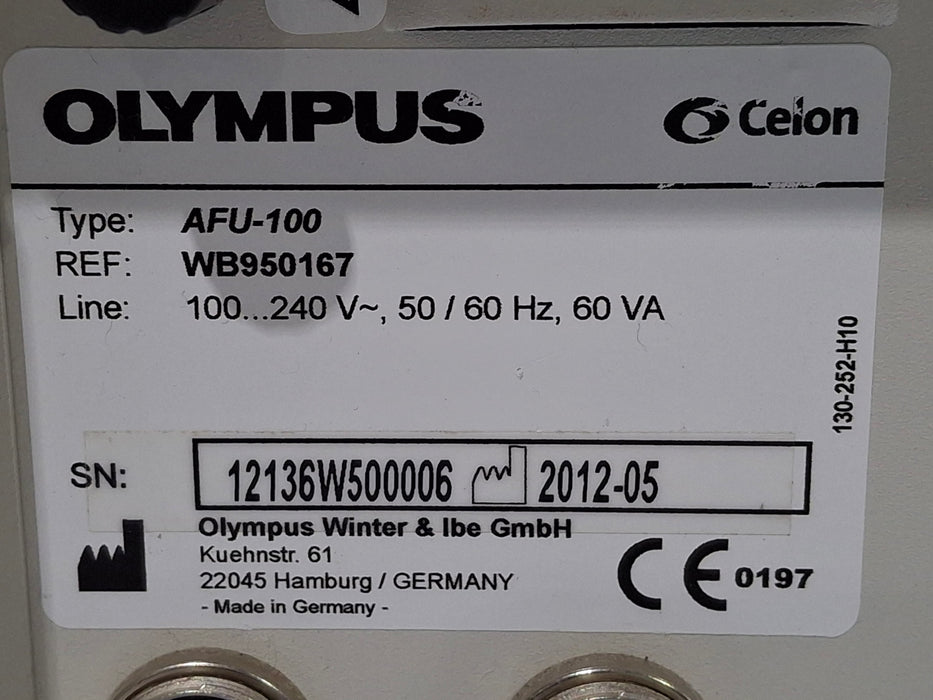 OLYMPUS
Celon
Type: AFU-100
REF: WB950167
Line: 100...240 V~, 50 / 60 Hz, 60 VA
130-252-H10
SN: 12136W500006 2012-05
Olympus Winter & Ibe GmbH
Kuehnstr. 61
22045 Hamburg / GERMANY
- Made in Germany -
CE 0197